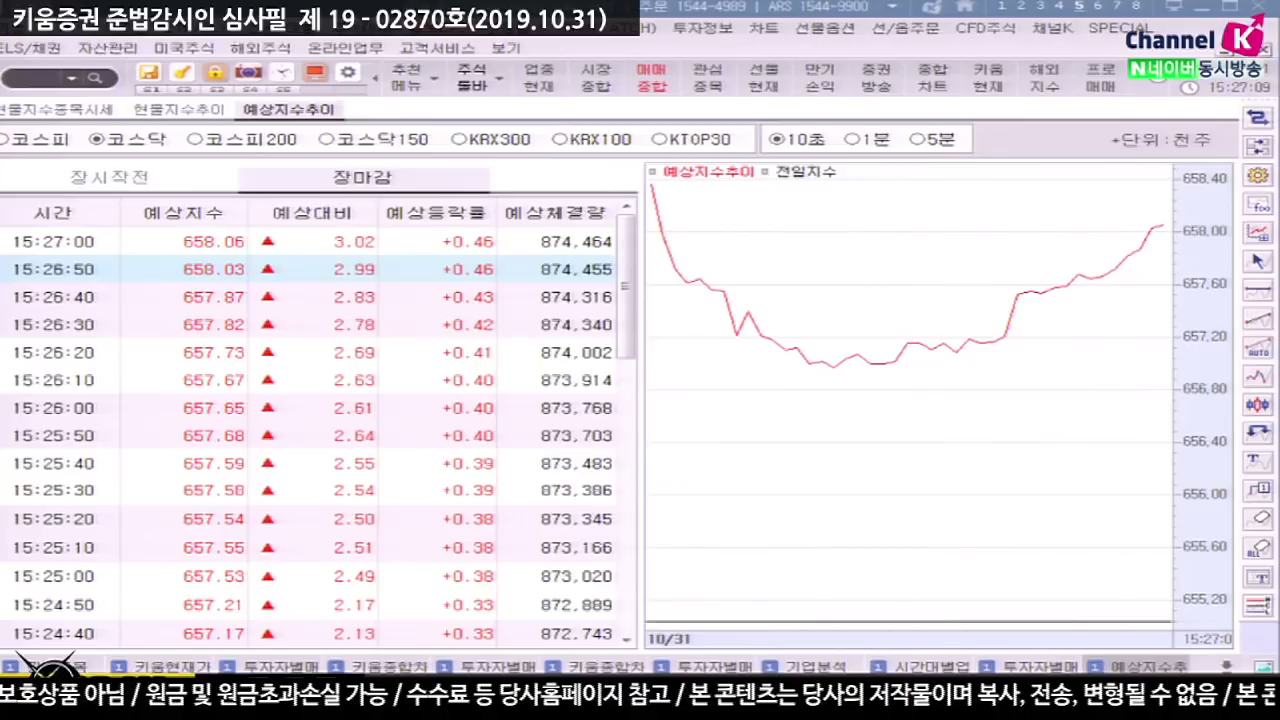 키움증권 준법감시인 심사필 제 19 - 02870호(2019.10.31)
주문 1544-4989 | ARS 1544-9900
1 2 3 4 5 6 7 8
투자정보 차트 선물옵션 선/옵주문 CFD주식 채널K SPECIAL
Channel K
ELS/채권 자산관리 미국주식 해외주식 온라인업무 고객서비스 보기
N네이버동시방송
추천 메뉴 주식 툴바 업종 현재 시장 종합 매매 종합 관심 종목 선물 현재 만기 손익 증권 방송 종합 차트 키움 현재 해외 지수 프로 매매
15:27:09
현물지수종목시세 현물지수추이 예상지수추이
코스피 코스닥 코스피200 코스닥150 KRX300 KRX100 KTOP30 10초 1분 5분 +단위:천주
장시작전 장마감
시간 예상지수 예상대비 예상등락률 예상체결량
15:27:00 658.06 ▲ 3.02 +0.46 874,464
15:26:50 658.03 ▲ 2.99 +0.46 874,455
15:26:40 657.87 ▲ 2.83 +0.43 874,316
15:26:30 657.82 ▲ 2.78 +0.42 874,340
15:26:20 657.73 ▲ 2.69 +0.41 874,002
15:26:10 657.67 ▲ 2.63 +0.40 873,914
15:26:00 657.65 ▲ 2.61 +0.40 873,768
15:25:50 657.68 ▲ 2.64 +0.40 873,703
15:25:40 657.59 ▲ 2.55 +0.39 873,483
15:25:30 657.58 ▲ 2.54 +0.39 873,386
15:25:20 657.54 ▲ 2.50 +0.38 873,345
15:25:10 657.55 ▲ 2.51 +0.38 873,166
15:25:00 657.53 ▲ 2.49 +0.38 873,020
15:24:50 657.21 ▲ 2.17 +0.33 872,889
15:24:40 657.17 ▲ 2.13 +0.33 872,743
예상지수추이 전일지수
658,40
658,00
657,60
657,20
656,80
656,40
656,00
655,60
655,20
10/31 15:27:0
f(x)
AUTO
T
1
ALL
T
1 1 키움현재가 1 투자자별매 1 키움종합차 1 투자자별매 1 키움종합차 1 투자자별매 1 기업분석 1 시간대별업 1 투자자별매 1 예상지수추
보호상품 아님 / 원금 및 원금초과손실 가능 / 수수료 등 당사홈페이지 참고 / 본 콘텐츠는 당사의 저작물이며 복사, 전송, 변형될 수 없음 / 본 콘